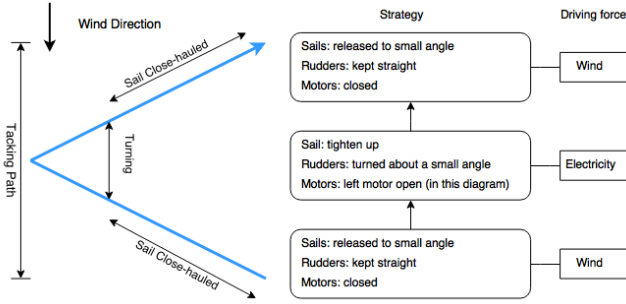 Wind Direction
Strategy
Driving force
Sail Close-hauled
Tacking Path
Turning
Sail Close-hauled
Sails: released to small angle
Rudders: kept straight
Motors: closed
Wind
Sail: tighten up
Rudders: turned about a small angle
Motors: left motor open (in this diagram)
Electricity
Sails: released to small angle
Rudders: kept straight
Motors: closed
Wind